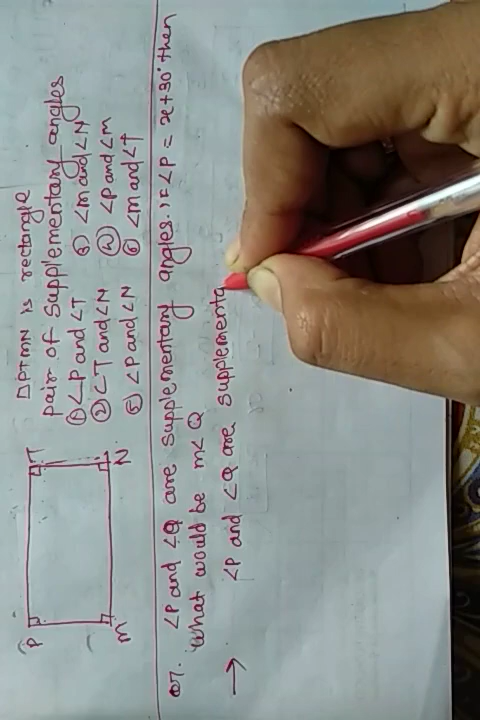 P T
M N
□PTMN is rectangle
pair of supplementary angles
① ∠P and ∠T ③ ∠M and ∠N
② ∠T and ∠N ④ ∠P and ∠M
⑤ ∠P and ∠N ⑥ ∠M and ∠T
Q7. ∠P and ∠Q are supplementary angles. if ∠P = x+30° then
what would be m∠Q
→ ∠P and ∠Q are supplementa